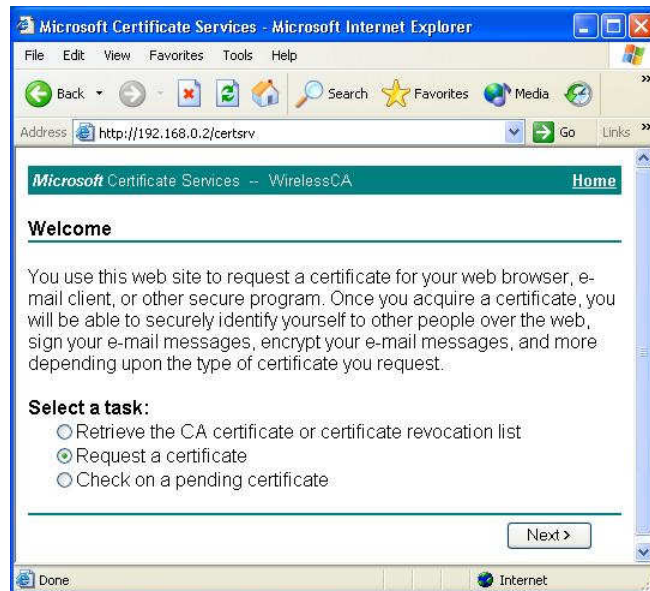 Microsoft Certificate Services - Microsoft Internet Explorer
File Edit View Favorites Tools Help
Back Search Favorites Media »
Address http://192.168.0.2/certsrv Go Links »
Microsoft Certificate Services -- WirelessCA Home
Welcome
You use this web site to request a certificate for your web browser, e-
mail client, or other secure program. Once you acquire a certificate, you
will be able to securely identify yourself to other people over the web,
sign your e-mail messages, encrypt your e-mail messages, and more
depending upon the type of certificate you request.
Select a task:
Retrieve the CA certificate or certificate revocation list
Request a certificate
Check on a pending certificate
Next >
Done Internet